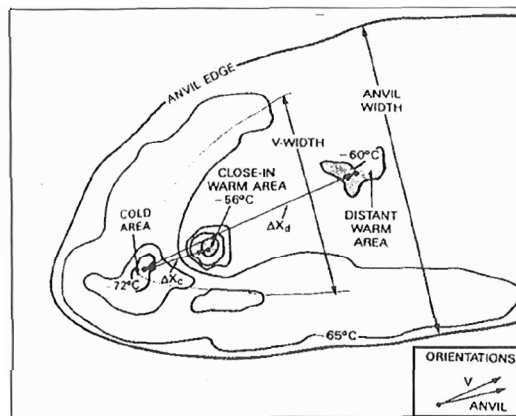 ANVIL EDGE
ANVIL
WIDTH
V-WIDTH
-60°C
CLOSE-IN
WARM AREA
-56°C
DISTANT
WARM
AREA
COLD
AREA
ΔXd
ΔXc
-72°C
-65°C
ORIENTATIONS
V
ANVIL